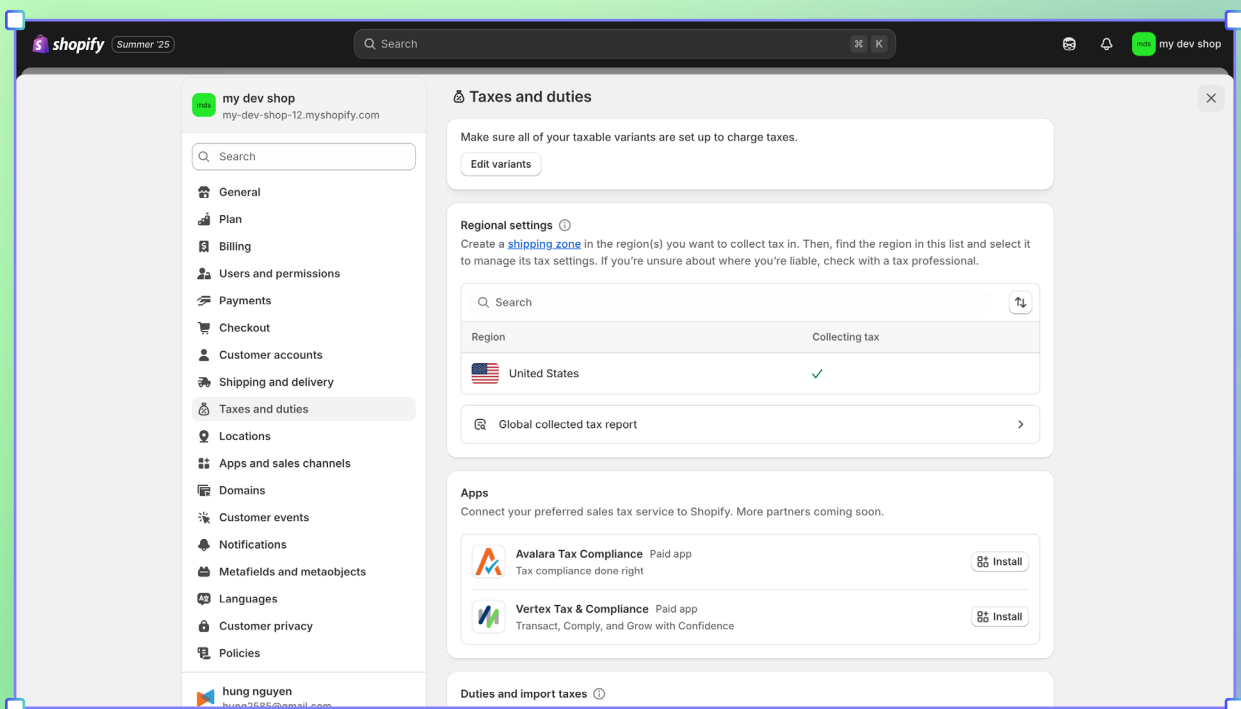 shopify Summer '25
Search ⌘ K
mds my dev shop
mds my dev shop
my-dev-shop-12.myshopify.com
Search
General
Plan
Billing
Users and permissions
Payments
Checkout
Customer accounts
Shipping and delivery
Taxes and duties
Locations
Apps and sales channels
Domains
Customer events
Notifications
Metafields and metaobjects
Languages
Customer privacy
Policies
hung nguyen
hung2585@gmail.com
Taxes and duties
Make sure all of your taxable variants are set up to charge taxes.
Edit variants
Regional settings
Create a shipping zone in the region(s) you want to collect tax in. Then, find the region in this list and select it
to manage its tax settings. If you're unsure about where you're liable, check with a tax professional.
Search
Region Collecting tax
United States
Global collected tax report
Apps
Connect your preferred sales tax service to Shopify. More partners coming soon.
Avalara Tax Compliance Paid app
Tax compliance done right
Install
Vertex Tax & Compliance Paid app
Transact, Comply, and Grow with Confidence
Install
Duties and import taxes